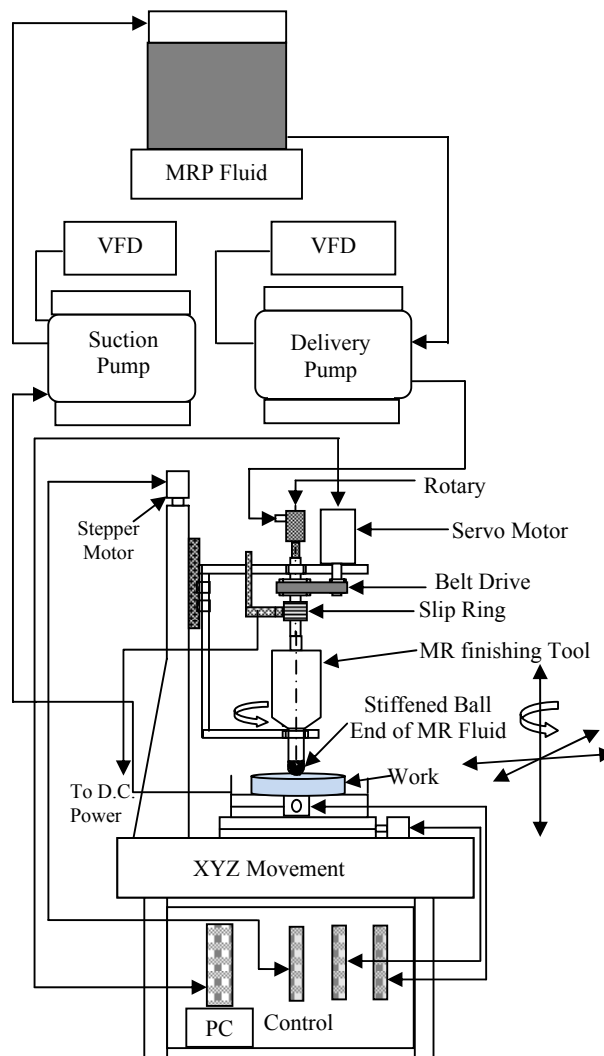 MRP Fluid
VFD
VFD
Suction
Pump
Delivery
Pump
Rotary
Stepper
Motor
Servo Motor
Belt Drive
Slip Ring
MR finishing Tool
Stiffened Ball
End of MR Fluid
Work
To D.C.
Power
XYZ Movement
PC
Control